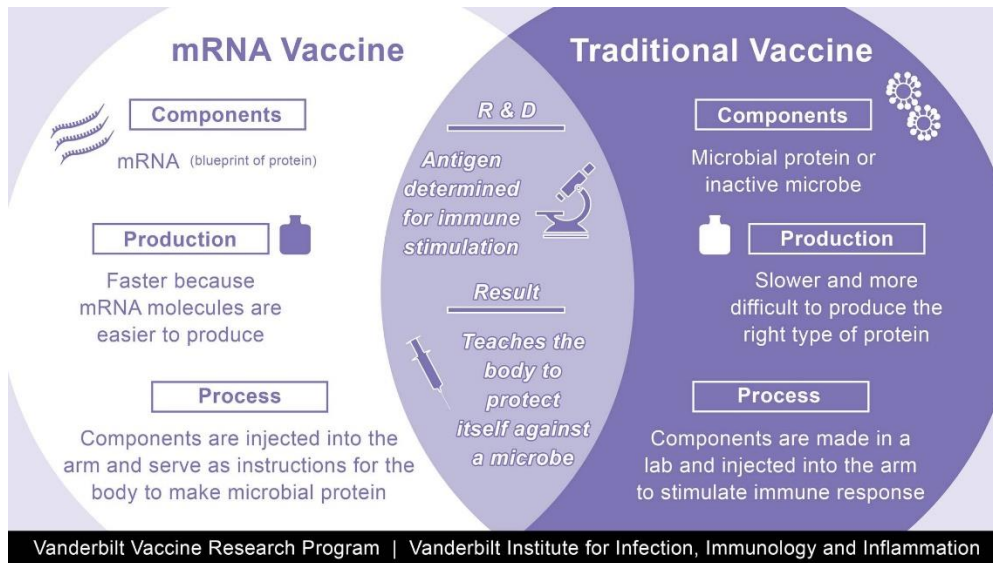 mRNA Vaccine
Components
mRNA (blueprint of protein)
Production
Faster because
mRNA molecules are
easier to produce
Process
Components are injected into the
arm and serve as instructions for the
body to make microbial protein
R & D
Antigen
determined
for immune
stimulation
Result
Teaches the
body to
protect
itself against
a microbe
Traditional Vaccine
Components
Microbial protein or
inactive microbe
Production
Slower and more
difficult to produce the
right type of protein
Process
Components are made in a
lab and injected into the arm
to stimulate immune response
Vanderbilt Vaccine Research Program | Vanderbilt Institute for Infection, Immunology and Inflammation